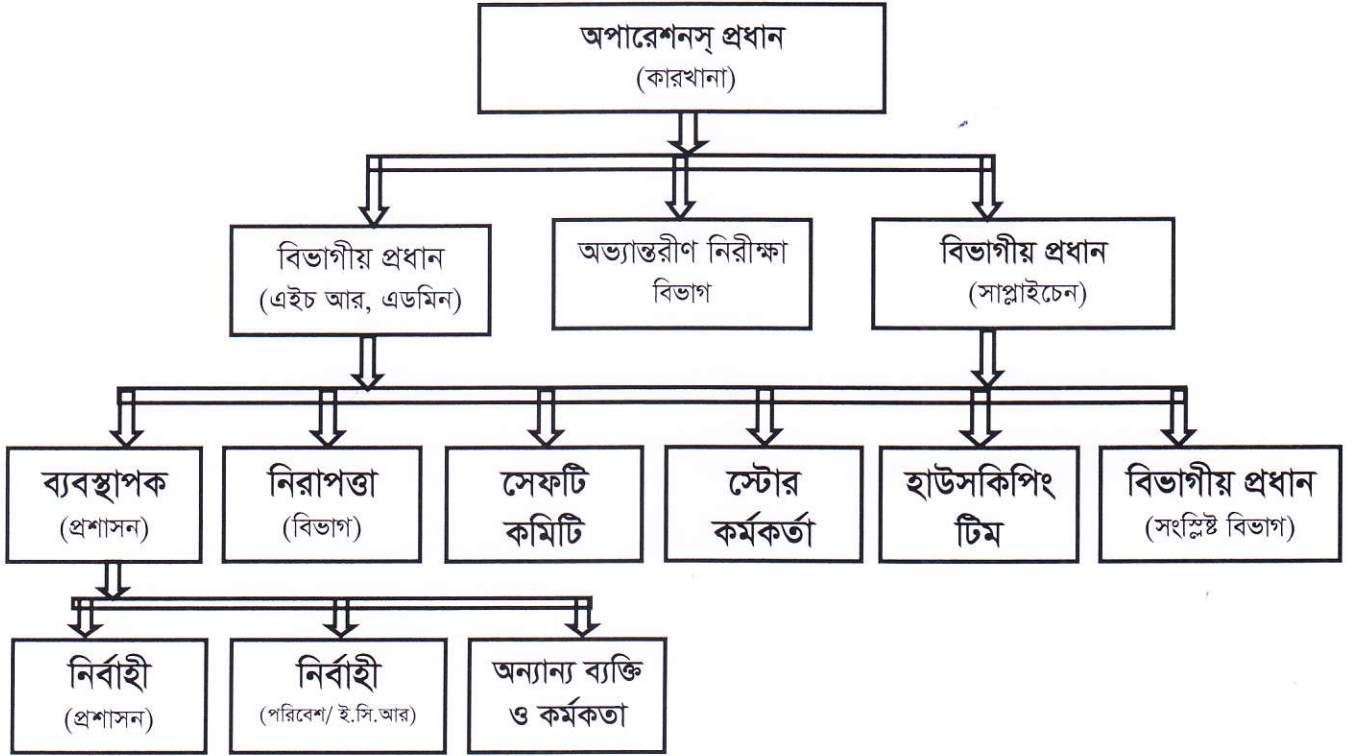 অপারেশনস্ প্রধান
(কারখানা)
বিভাগীয় প্রধান
(এইচ আর, এডমিন)
অভ্যান্তরীণ নিরীক্ষা
বিভাগ
বিভাগীয় প্রধান
(সাপ্লাইচেন)
ব্যবস্থাপক
(প্রশাসন)
নিরাপত্তা
(বিভাগ)
সেফটি
কমিটি
স্টোর
কর্মকর্তা
হাউসকিপিং
টিম
বিভাগীয় প্রধান
(সংস্লিষ্ট বিভাগ)
নির্বাহী
(প্রশাসন)
নির্বাহী
(পরিবেশ/ ই.সি.আর)
অন্যান্য ব্যক্তি
ও কর্মকতা